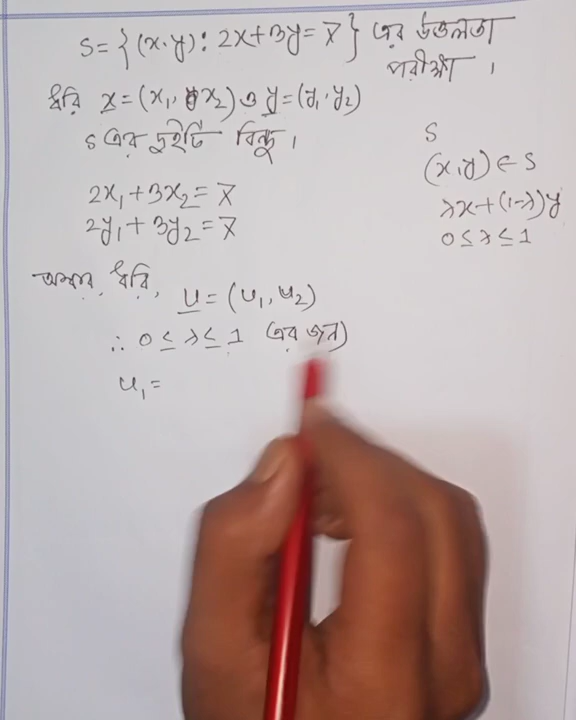 S = {(x, y) : 2x + 3y = 7} এর উত্তলতা
পরীক্ষা ।
ধরি x = (x₁, x₂) ও y = (y₁, y₂)
S এর দুইটি বিন্দু ।
2x₁ + 3x₂ = 7
2y₁ + 3y₂ = 7
S
(x, y) ∈ S
λx + (1-λ)y
0 ≤ λ ≤ 1
ধরি, u = (u₁, u₂)
∴ 0 ≤ λ ≤ 1 (এর জন্য)
u₁ =